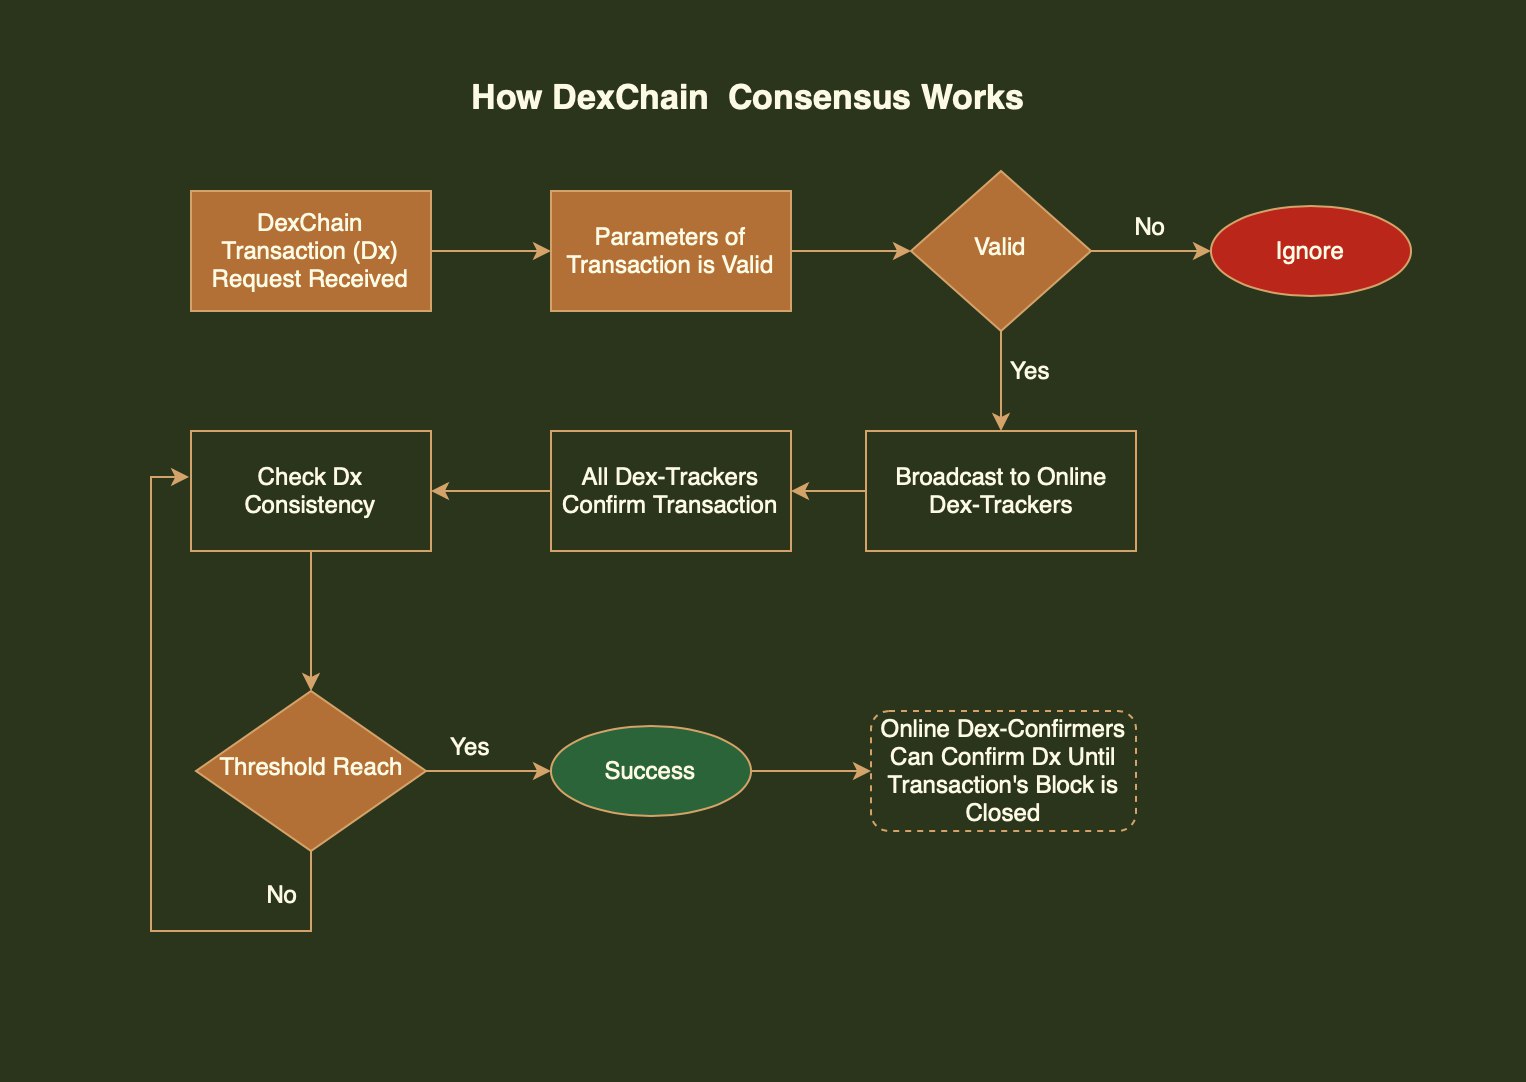 How DexChain  Consensus Works
DexChain
Transaction (Dx)
Request Received
Parameters of
Transaction is Valid
Valid
No
Ignore
Yes
Check Dx
Consistency
All Dex-Trackers
Confirm Transaction
Broadcast to Online
Dex-Trackers
Threshold Reach
Yes
Success
Online Dex-Confirmers
Can Confirm Dx Until
Transaction's Block is
Closed
No